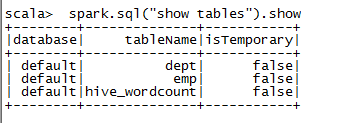 scala>  spark.sql("show tables").show
+--------+--------------+-----------+
|database|     tableName|isTemporary|
+--------+--------------+-----------+
| default|          dept|      false|
| default|           emp|      false|
| default|hive_wordcount|      false|
+--------+--------------+-----------+